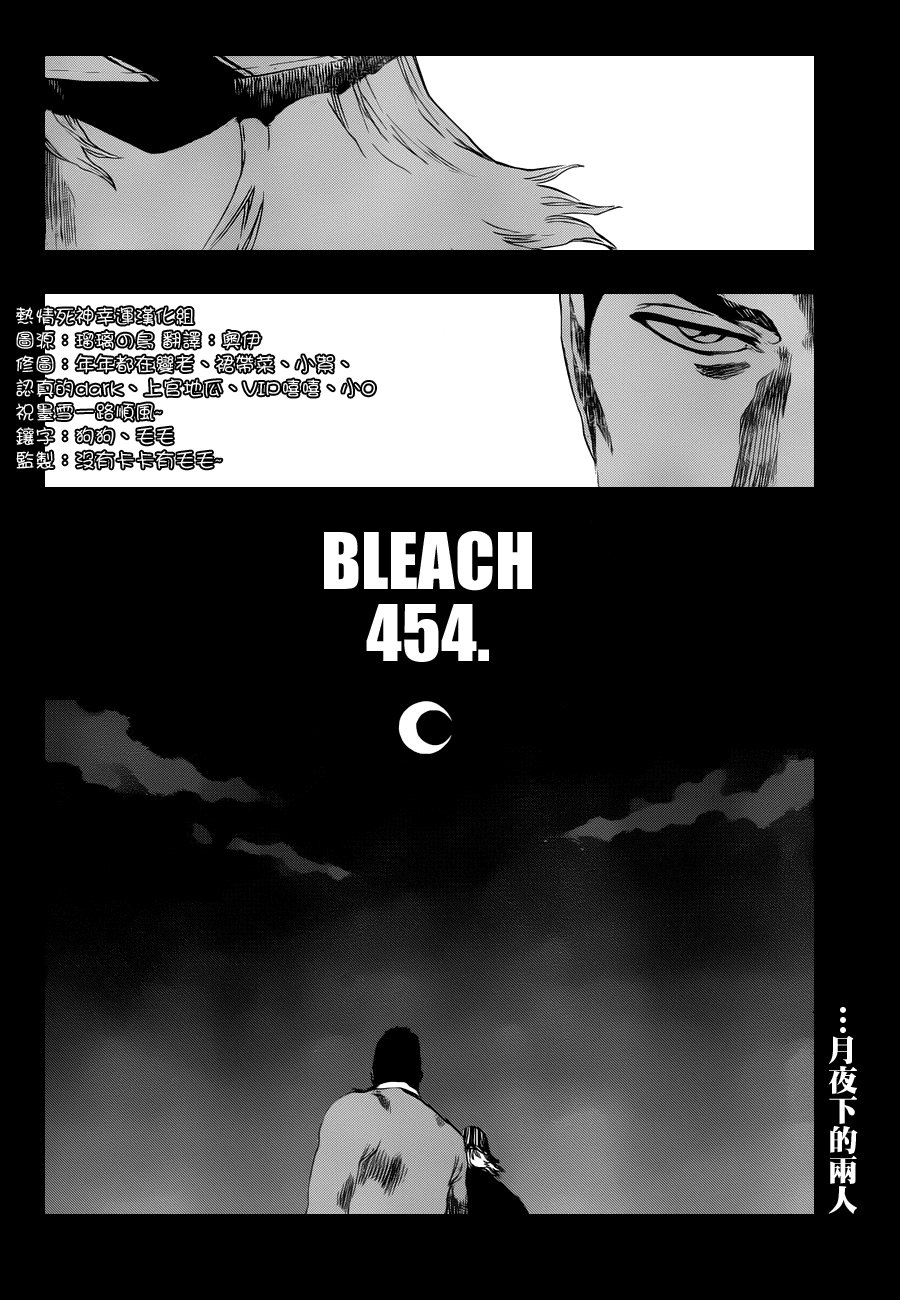 熱情死神幸運漢化組
圖源：瑠璃の鳥 翻譯：奧伊
修圖：年年都在變老、裙帶菜、小祭、
認真的dark、上官地瓜、VIP嘻嘻、小O
祝墨雪一路順風~
鑲字：狗狗、毛毛
監製：沒有卡卡有毛毛~
BLEACH
454.
…月夜下的兩人